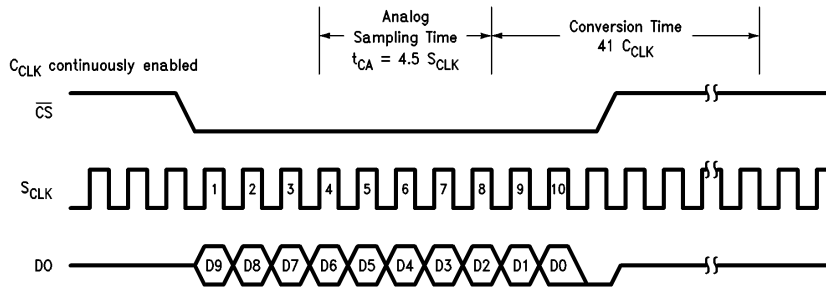 Analog
Sampling Time
tCA = 4.5 SCLK
Conversion Time
41 CCLK
CCLK continuously enabled
CS
SCLK
1 2 3 4 5 6 7 8 9 10
DO
D9 D8 D7 D6 D5 D4 D3 D2 D1 D0